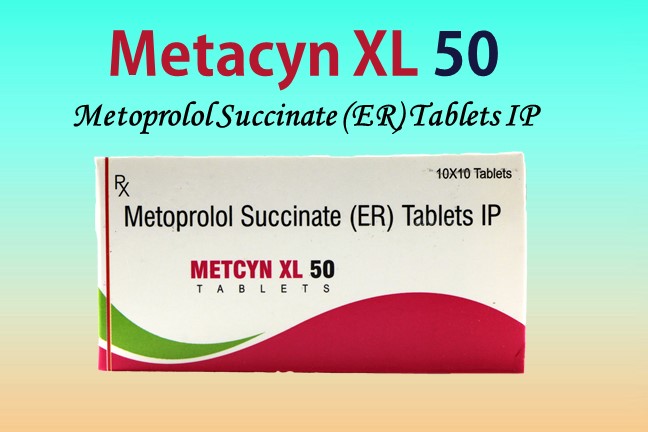 Metacyn XL 50
Metoprolol Succinate (ER) Tablets IP
Rx
10X10 Tablets
Metoprolol Succinate (ER) Tablets IP
METCYN XL 50
TABLETS